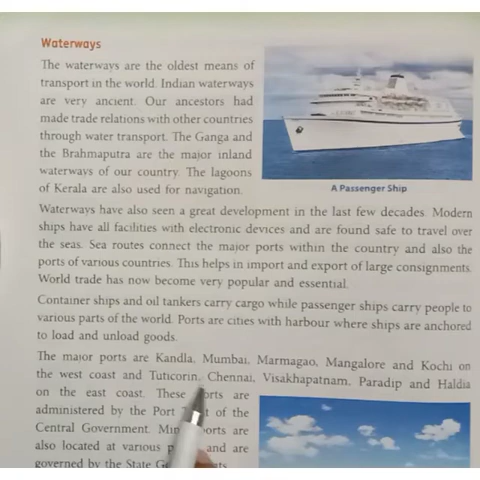 Waterways
The waterways are the oldest means of
transport in the world. Indian waterways
are very ancient. Our ancestors had
made trade relations with other countries
through water transport. The Ganga and
the Brahmaputra are the major inland
waterways of our country. The lagoons
of Kerala are also used for navigation.
A Passenger Ship
Waterways have also seen a great development in the last few decades. Modern
ships have all facilities with electronic devices and are found safe to travel over
the seas. Sea routes connect the major ports within the country and also the
ports of various countries. This helps in import and export of large consignments.
World trade has now become very popular and essential.
Container ships and oil tankers carry cargo while passenger ships carry people to
various parts of the world. Ports are cities with harbour where ships are anchored
to load and unload goods.
The major ports are Kandla, Mumbai, Marmagao, Mangalore and Kochi on
the west coast and Tuticorin, Chennai, Visakhapatnam, Paradip and Haldia
on the east coast. These orts are
administered by the Port of the
Central Government. orts are
also located at various and are
governed by the State